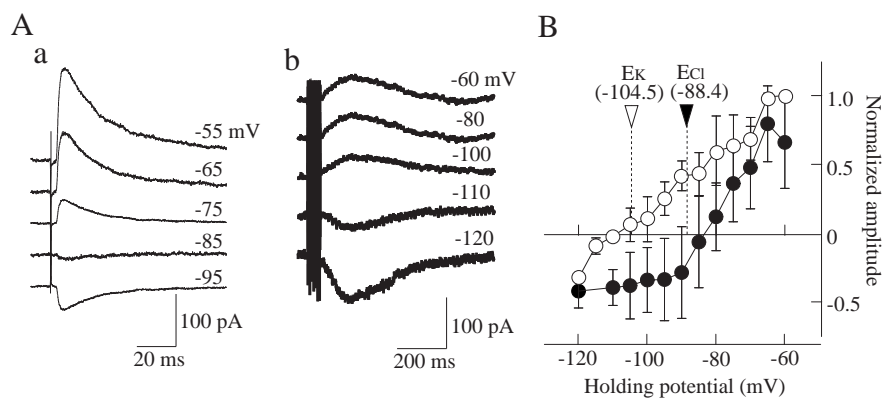 A
a
-55 mV
-65
-75
-85
-95
100 pA
20 ms
b
-60 mV
-80
-100
-110
-120
100 pA
200 ms
B
EK
(-104.5)
ECl
(-88.4)
1.0
0.5
0
-0.5
Normalized amplitude
-120 -100 -80 -60
Holding potential (mV)